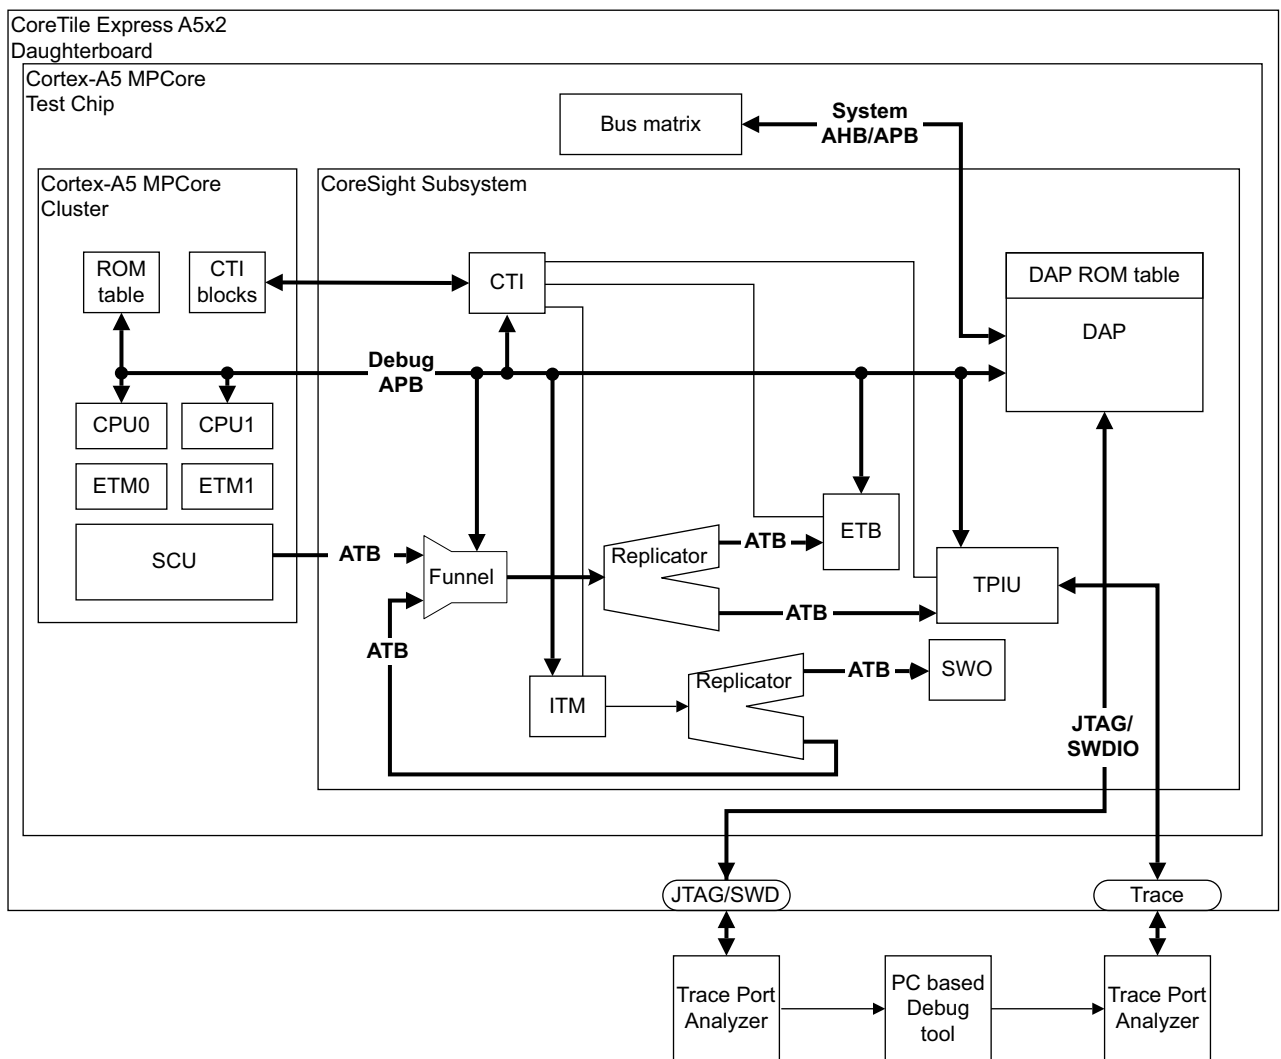 CoreTile Express A5x2
Daughterboard
Cortex-A5 MPCore
Test Chip
Bus matrix
System
AHB/APB
Cortex-A5 MPCore
Cluster
CoreSight Subsystem
ROM
table
CTI
blocks
CTI
DAP ROM table
DAP
Debug
APB
CPU0
CPU1
ETM0
ETM1
SCU
ATB
Funnel
Replicator
ATB
ETB
TPIU
ATB
ATB
ITM
Replicator
ATB
SWO
JTAG/
SWDIO
JTAG/SWD
Trace
Trace Port
Analyzer
PC based
Debug
tool
Trace Port
Analyzer